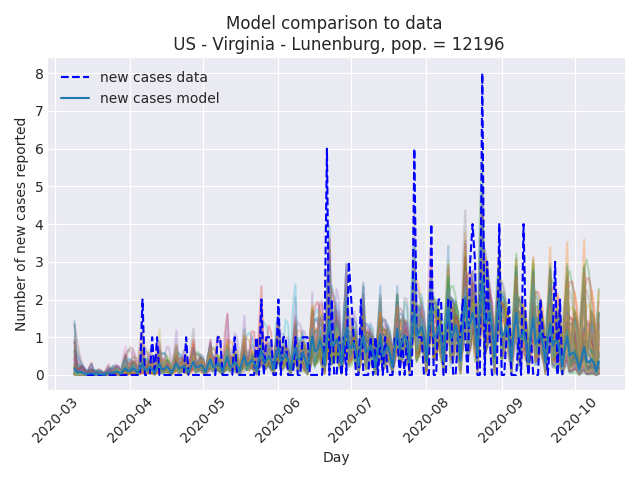 Model comparison to data
US - Virginia - Lunenburg, pop. = 12196
new cases data
new cases model
Number of new cases reported
8
7
6
5
4
3
2
1
0
2020-03
2020-04
2020-05
2020-06
2020-07
2020-08
2020-09
2020-10
Day